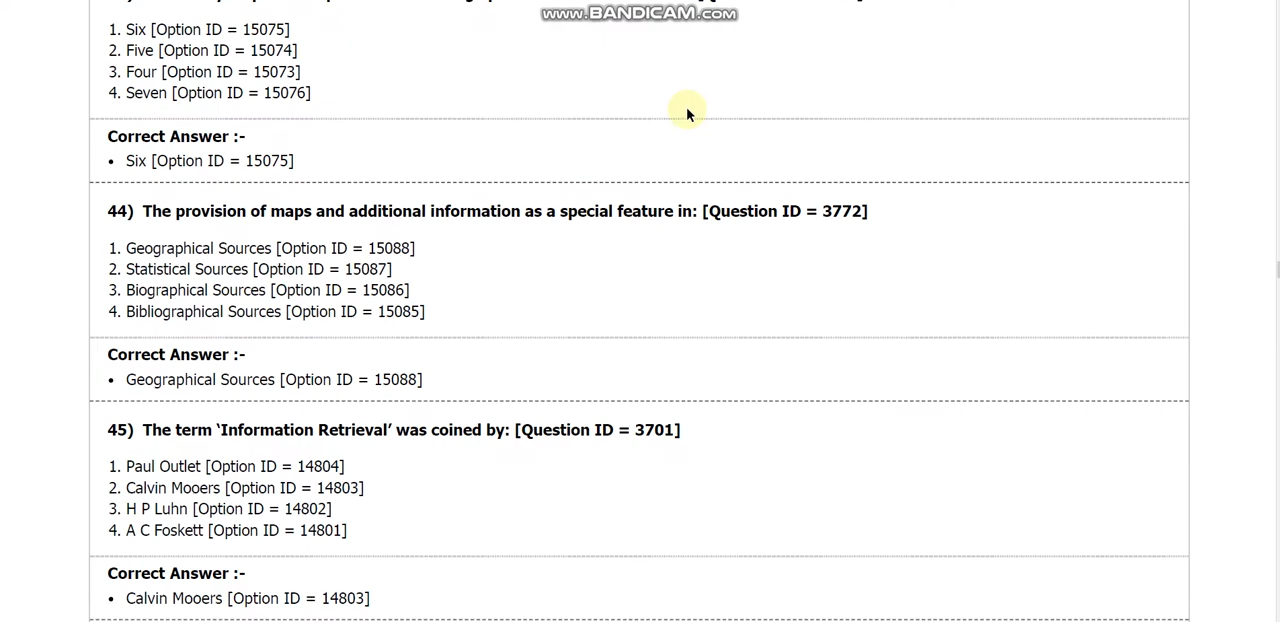 www.BANDICAM.com
1. Six [Option ID = 15075]
2. Five [Option ID = 15074]
3. Four [Option ID = 15073]
4. Seven [Option ID = 15076]
Correct Answer :-
• Six [Option ID = 15075]
44) The provision of maps and additional information as a special feature in: [Question ID = 3772]
1. Geographical Sources [Option ID = 15088]
2. Statistical Sources [Option ID = 15087]
3. Biographical Sources [Option ID = 15086]
4. Bibliographical Sources [Option ID = 15085]
Correct Answer :-
• Geographical Sources [Option ID = 15088]
45) The term ‘Information Retrieval’ was coined by: [Question ID = 3701]
1. Paul Outlet [Option ID = 14804]
2. Calvin Mooers [Option ID = 14803]
3. H P Luhn [Option ID = 14802]
4. A C Foskett [Option ID = 14801]
Correct Answer :-
• Calvin Mooers [Option ID = 14803]